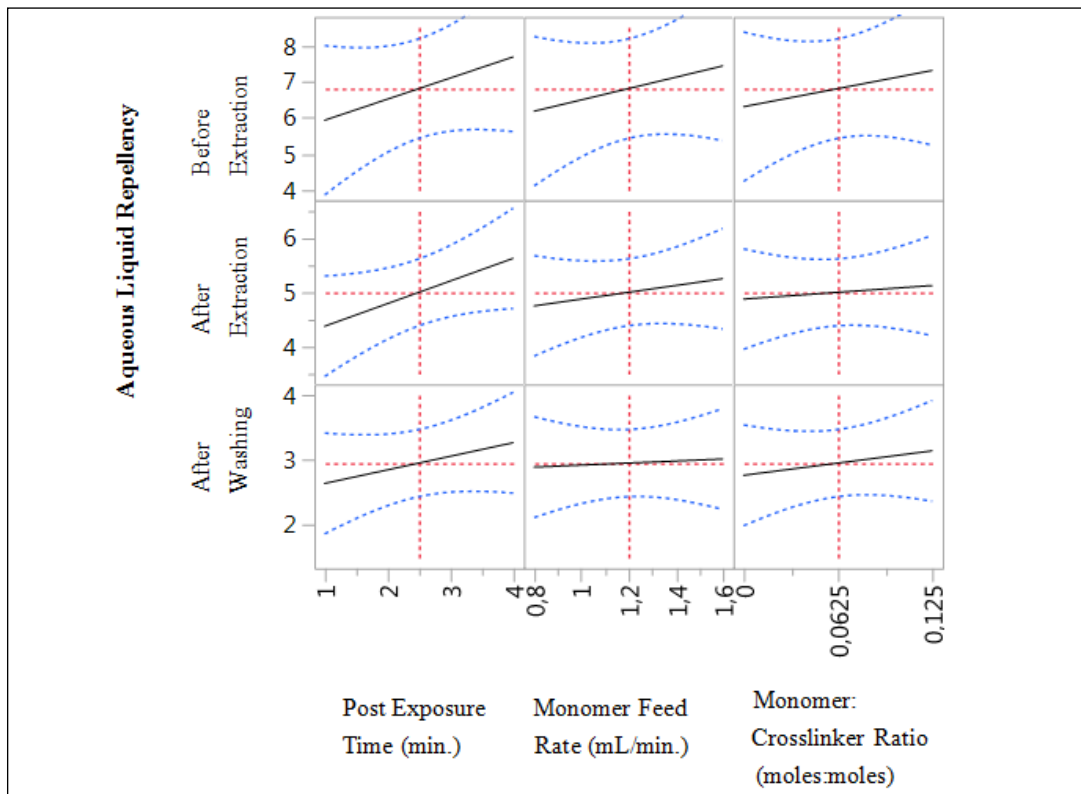 Aqueous Liquid Repellency
Before
Extraction
8
7
6
5
4
After
Extraction
6
5
4
After
Washing
4
3
2
1
2
3
4
0,8
1
1,2
1,4
1,6
0
0,0625
0,125
Post Exposure
Time (min.)
Monomer Feed
Rate (mL/min.)
Monomer:
Crosslinker Ratio
(moles:moles)